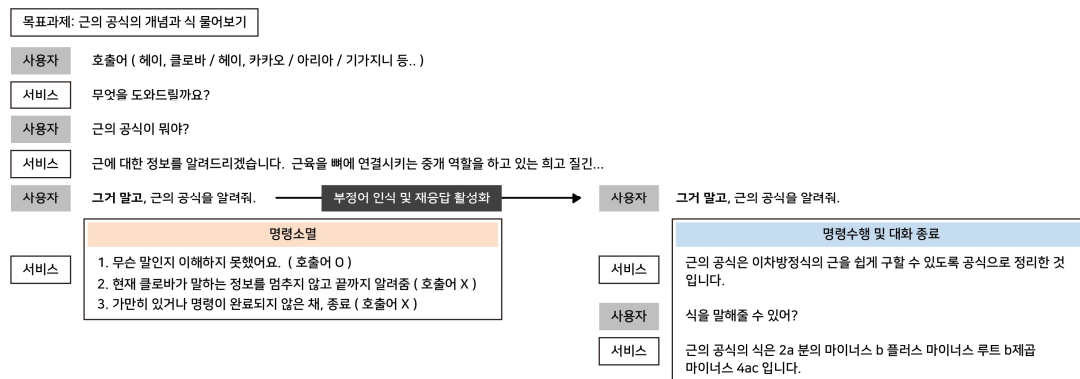 목표과제: 근의 공식의 개념과 식 물어보기
사용자 호출어 ( 헤이, 클로바 / 헤이, 카카오 / 아리아 / 기가지니 등.. )
서비스 무엇을 도와드릴까요?
사용자 근의 공식이 뭐야?
서비스 근에 대한 정보를 알려드리겠습니다. 근육을 뼈에 연결시키는 중개 역할을 하고 있는 희고 질긴...
사용자 그거 말고, 근의 공식을 알려줘.
부정어 인식 및 재응답 활성화
명령소멸
서비스
1. 무슨 말인지 이해하지 못했어요. ( 호출어 O )
2. 현재 클로바가 말하는 정보를 멈추지 않고 끝까지 알려줌 ( 호출어 X )
3. 가만히 있거나 명령이 완료되지 않은 채, 종료 ( 호출어 X )
사용자 그거 말고, 근의 공식을 알려줘.
명령수행 및 대화 종료
서비스 근의 공식은 이차방정식의 근을 쉽게 구할 수 있도록 공식으로 정리한 것
입니다.
사용자 식을 말해줄 수 있어?
서비스 근의 공식의 식은 2a 분의 마이너스 b 플러스 마이너스 루트 b제곱
마이너스 4ac 입니다.